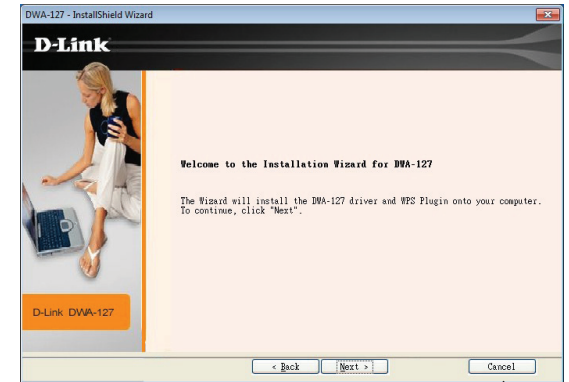 DWA-127 - InstallShield Wizard
D-Link
Welcome to the Installation Wizard for DWA-127
The Wizard will install the DWA-127 driver and WPS Plugin onto your computer.
To continue, click "Next".
D-Link DWA-127
< Back
Next >
Cancel